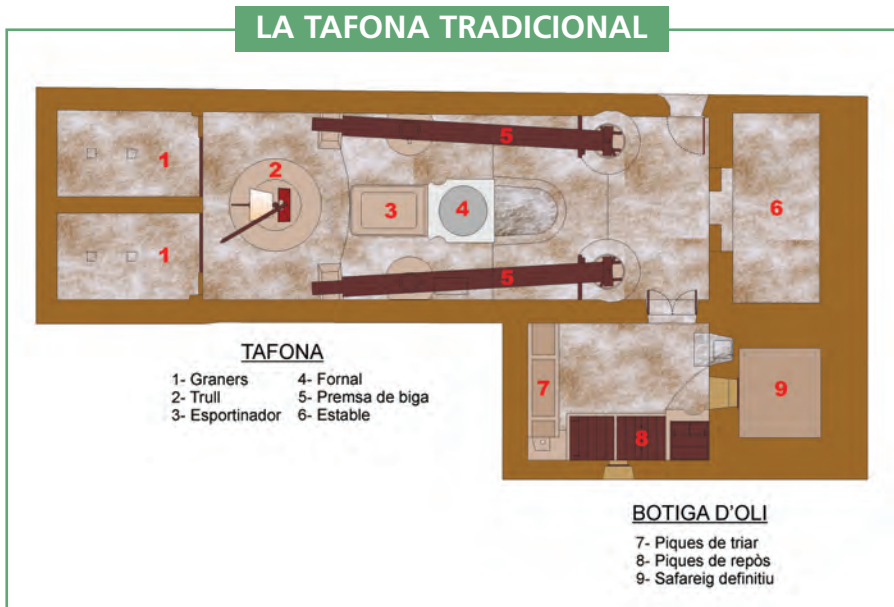 LA TAFONA TRADICIONAL
1
2
5
3
4
6
1
5
7
8
9
TAFONA
1- Graners 4- Fornal
2- Trull 5- Premsa de biga
3- Esportinador 6- Estable
BOTIGA D'OLI
7- Piques de triar
8- Piques de repòs
9- Safareig definitiu